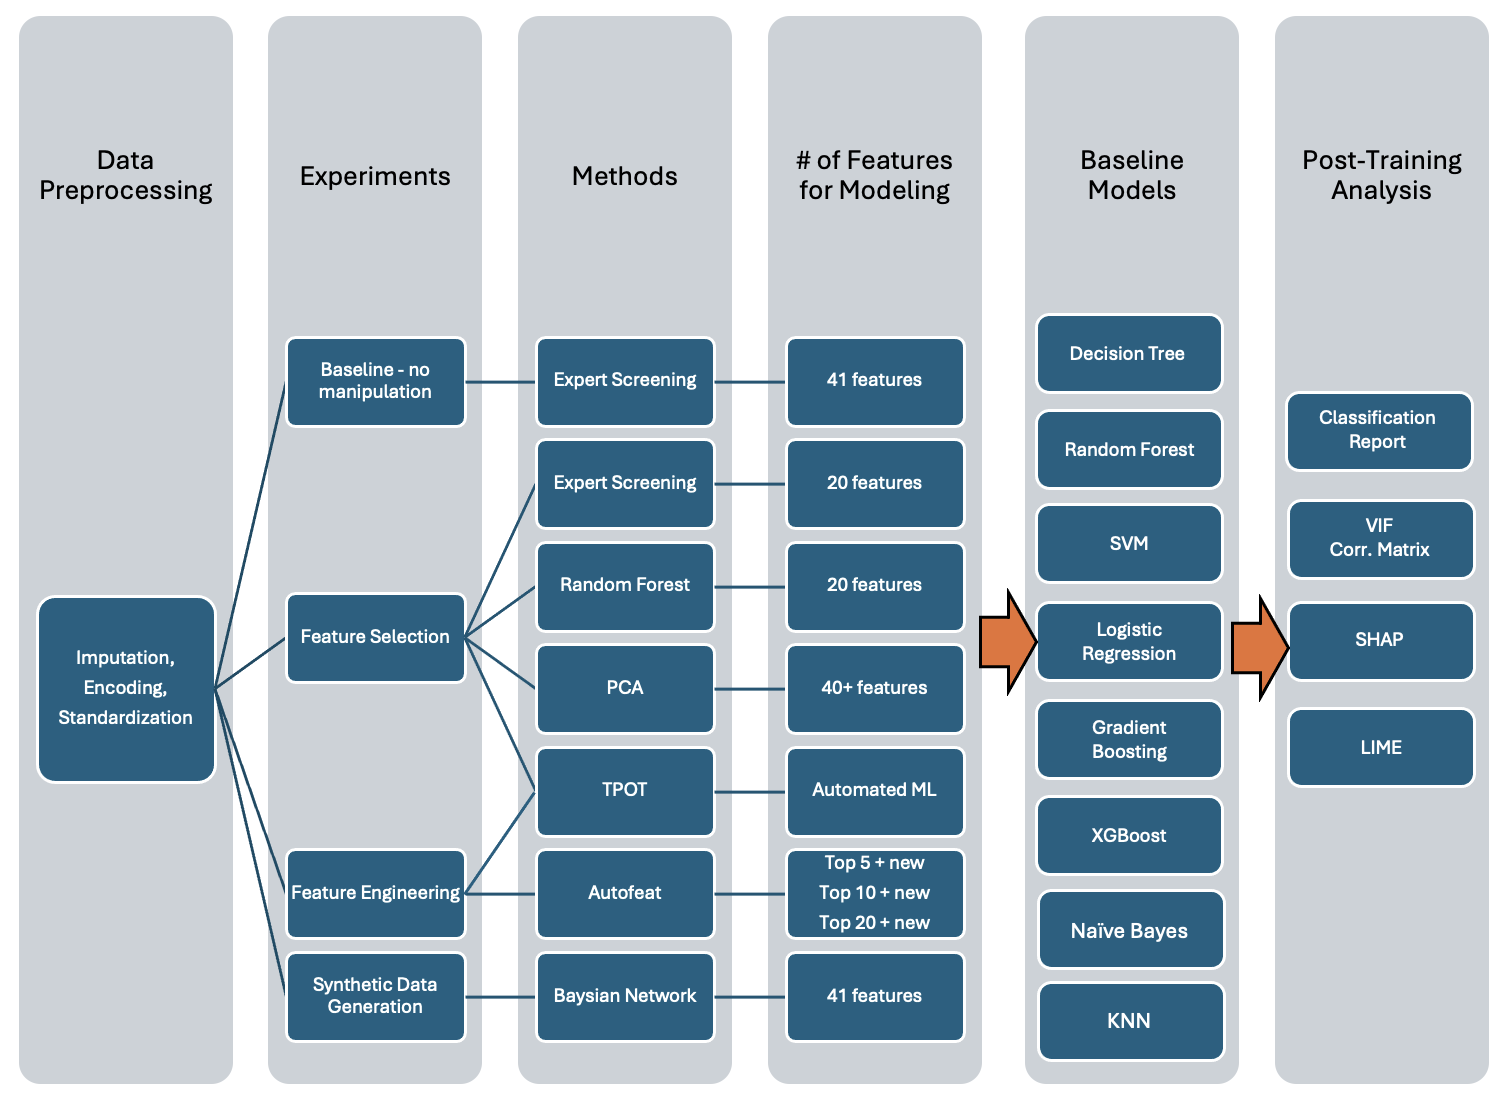 Data
Preprocessing
Experiments
Methods
# of Features
for Modeling
Baseline
Models
Post-Training
Analysis
Imputation,
Encoding,
Standardization
Baseline - no
manipulation
Feature Selection
Feature Engineering
Synthetic Data
Generation
Expert Screening
Expert Screening
Random Forest
PCA
TPOT
Autofeat
Baysian Network
41 features
20 features
20 features
40+ features
Automated ML
Top 5 + new
Top 10 + new
Top 20 + new
41 features
Decision Tree
Random Forest
SVM
Logistic
Regression
Gradient
Boosting
XGBoost
Naïve Bayes
KNN
Classification
Report
VIF
Corr. Matrix
SHAP
LIME